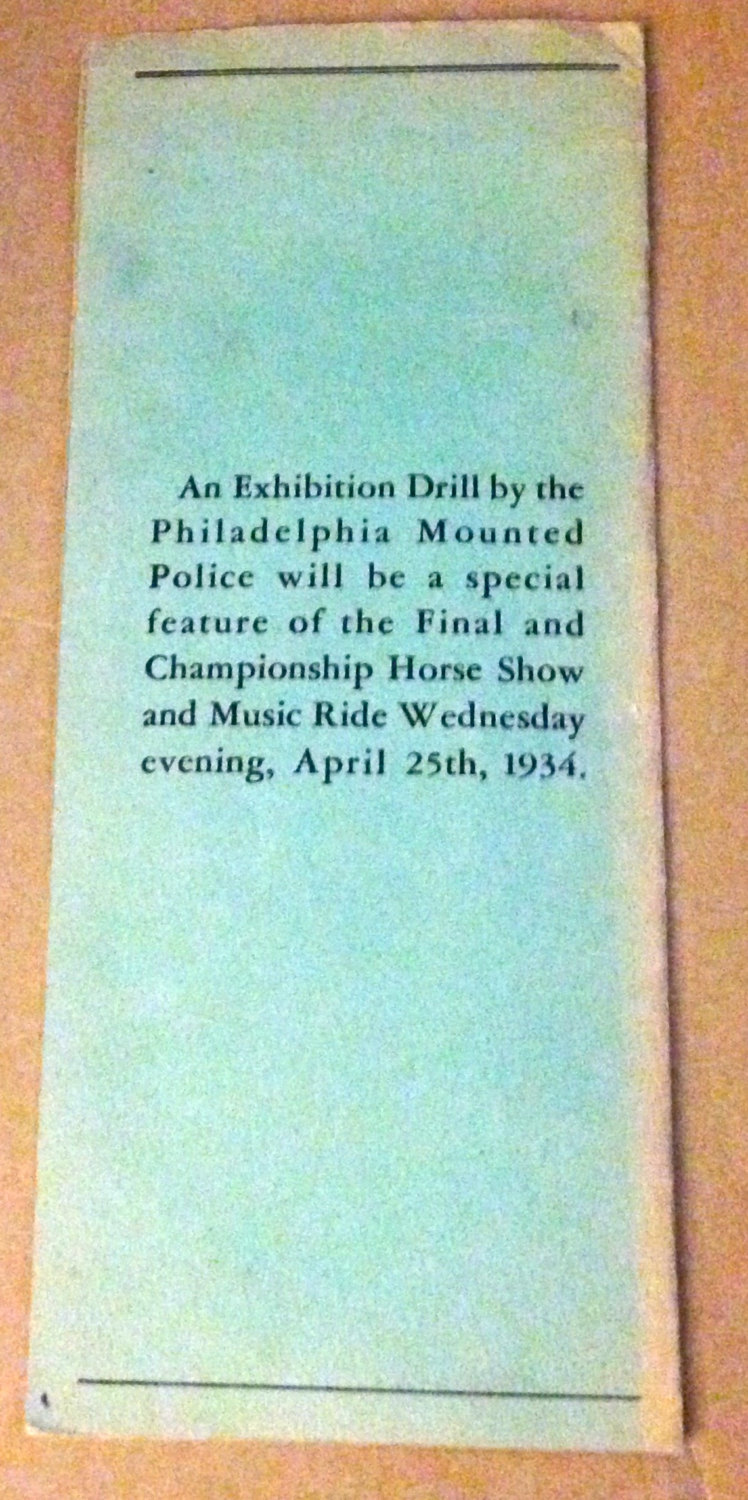 An Exhibition Drill by the
Philadelphia Mounted
Police will be a special
feature of the Final and
Championship Horse Show
and Music Ride Wednesday
evening, April 25th, 1934.